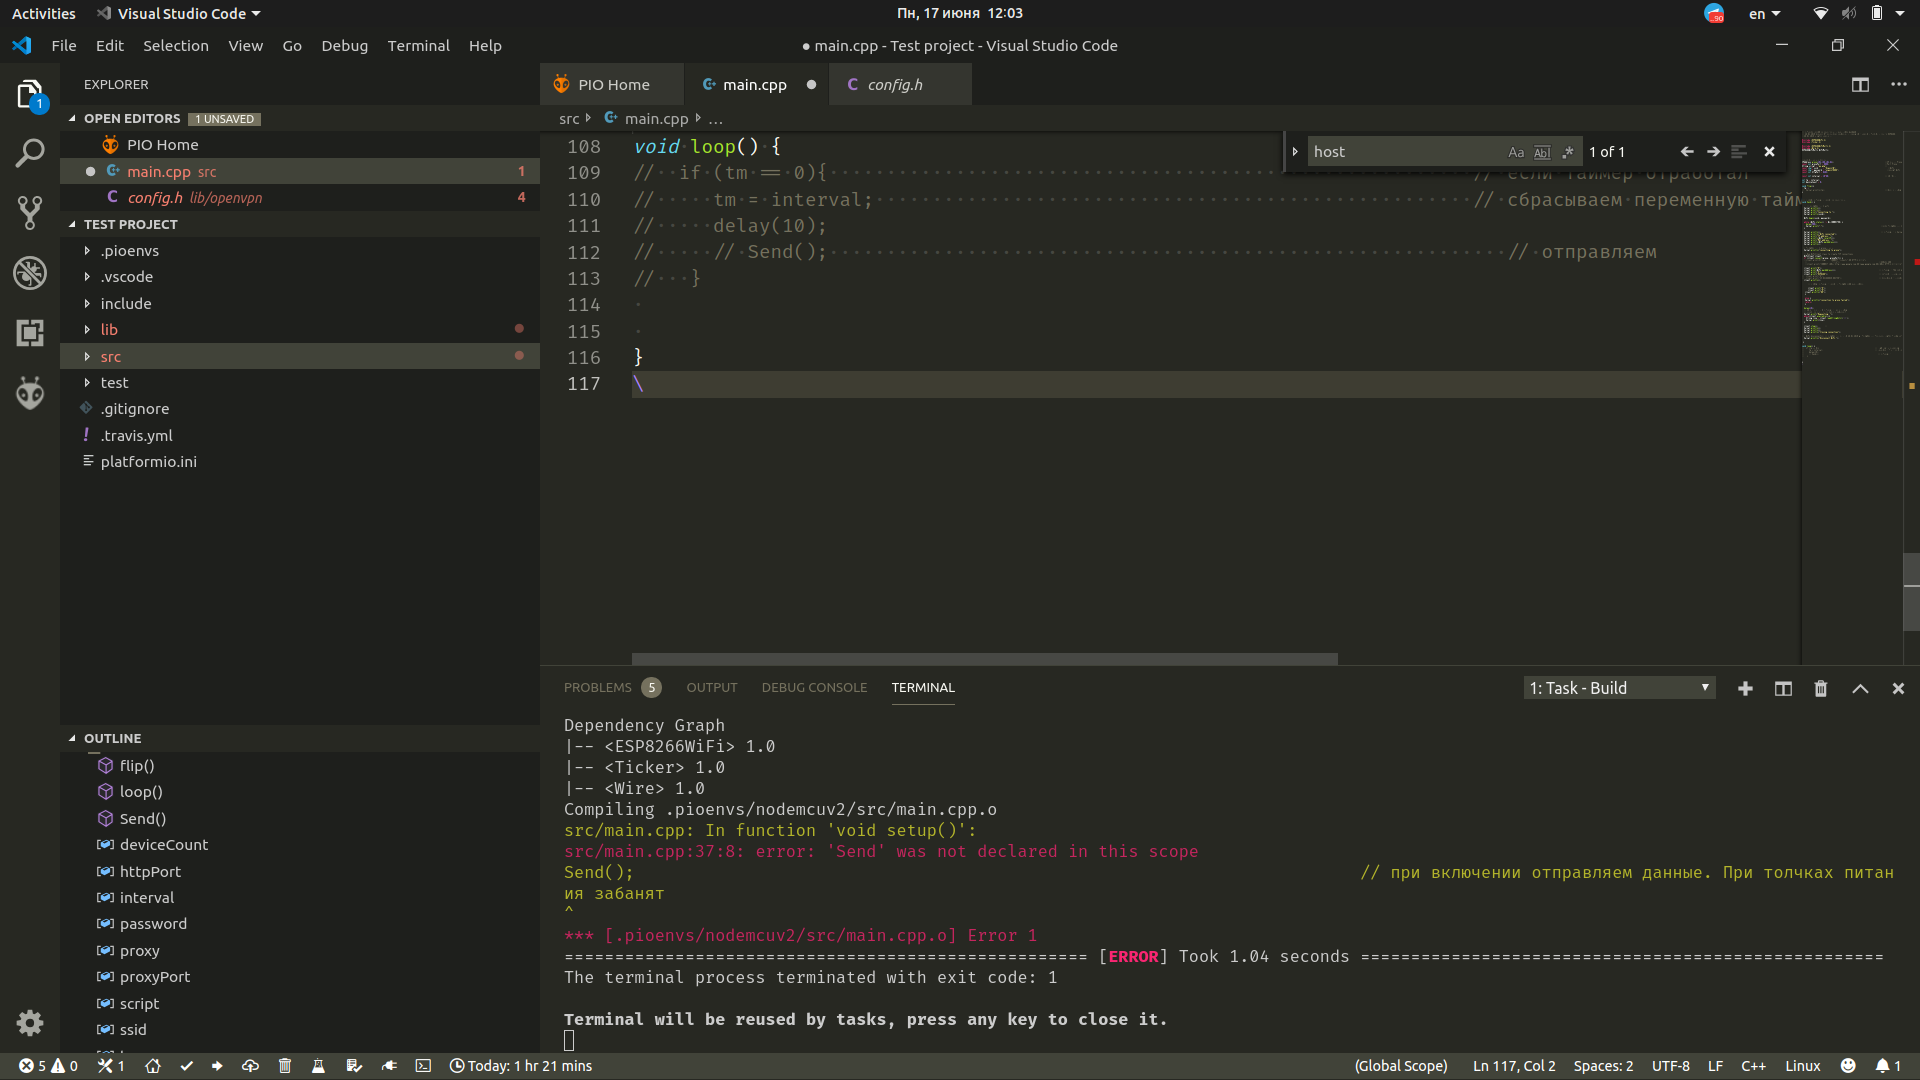 Activities Visual Studio Code Пн, 17 июня 12:03 en
File Edit Selection View Go Debug Terminal Help ● main.cpp - Test project - Visual Studio Code
EXPLORER
PIO Home main.cpp config.h
OPEN EDITORS 1 UNSAVED
src main.cpp ...
PIO Home
main.cpp src 1
config.h lib/openvpn 4
TEST PROJECT
.pioenvs
.vscode
include
lib
src
test
.gitignore
.travis.yml
platformio.ini
108 void loop() {
host Aa Abl .* 1 of 1
109 // if (tm == 0){ // если таймер отработал
110 // tm = interval; // сбрасываем переменную
111 // delay(10);
112 // // Send(); // отправляем
113 // }
114
115
116 }
117 \
OUTLINE
flip()
loop()
Send()
deviceCount
httpPort
interval
password
proxy
proxyPort
script
ssid
PROBLEMS 5 OUTPUT DEBUG CONSOLE TERMINAL 1: Task - Build
Dependency Graph
|-- <ESP8266WiFi> 1.0
|-- <Ticker> 1.0
|-- <Wire> 1.0
Compiling .pioenvs/nodemcuv2/src/main.cpp.o
src/main.cpp: In function 'void setup()':
src/main.cpp:37:8: error: 'Send' was not declared in this scope
Send(); // при включении отправляем данные. При толчках питан
ия забанят
^
*** [.pioenvs/nodemcuv2/src/main.cpp.o] Error 1
==================================================== [ERROR] Took 1.04 seconds ====================================================
The terminal process terminated with exit code: 1
Terminal will be reused by tasks, press any key to close it.
5 0 1 Today: 1 hr 21 mins (Global Scope) Ln 117, Col 2 Spaces: 2 UTF-8 LF C++ Linux 1